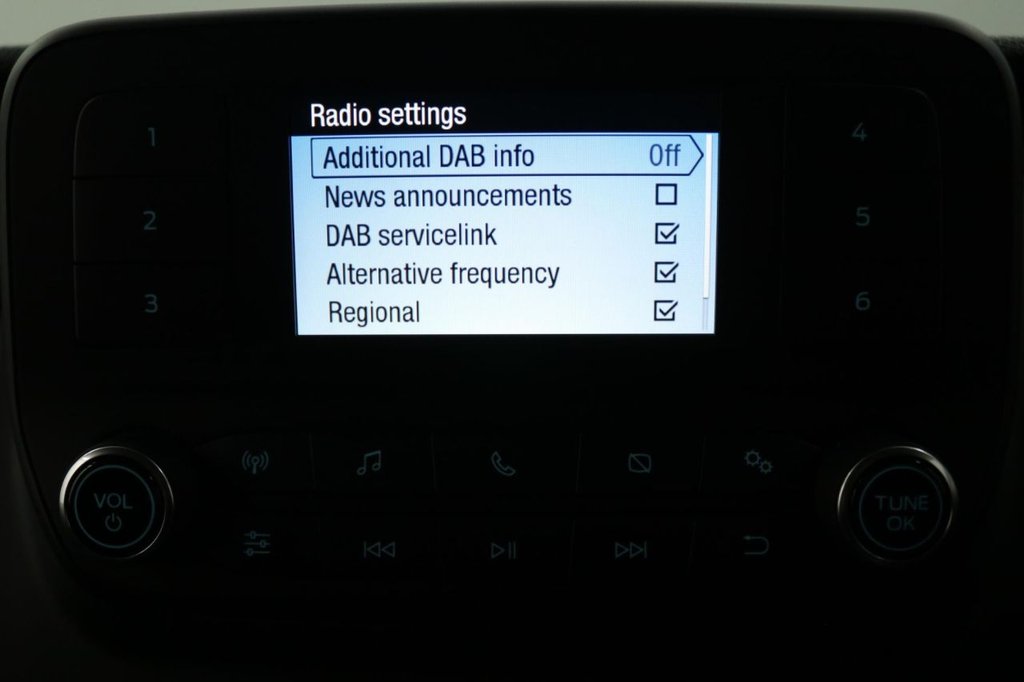 Radio settings
Additional DAB info Off
News announcements
DAB servicelink
Alternative frequency
Regional
1
2
3
4
5
6
VOL
TUNE
OK